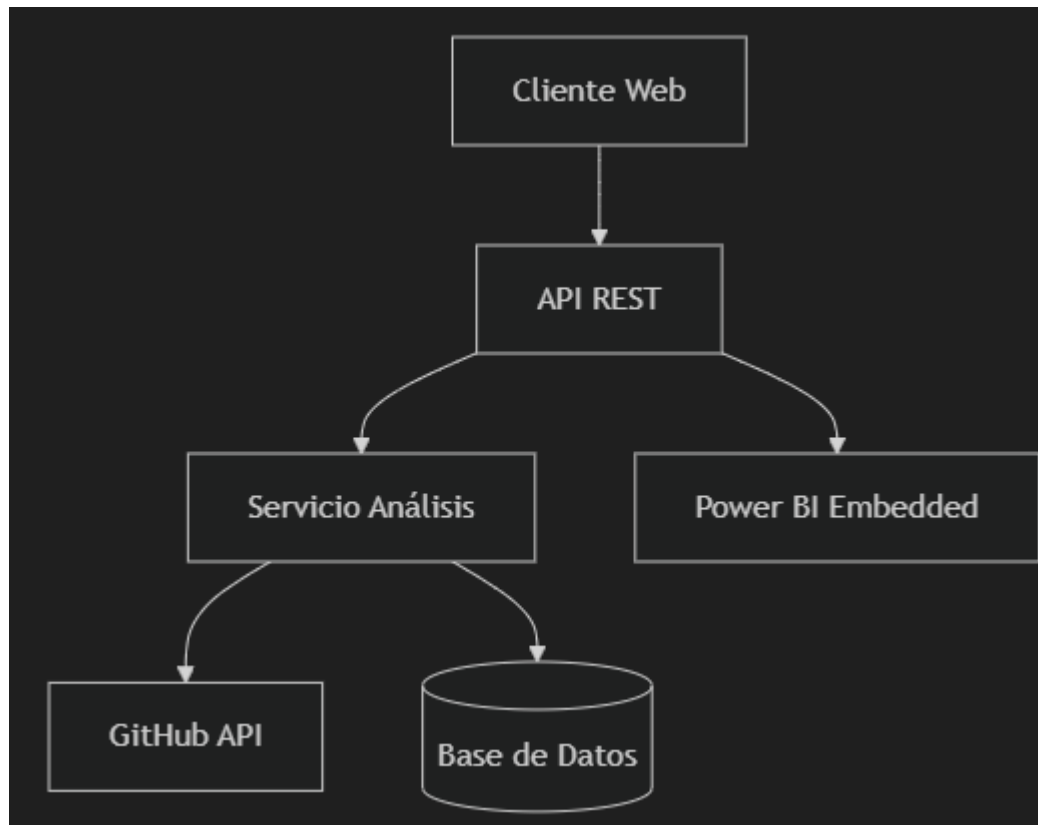 Cliente Web
API REST
Servicio Análisis
Power BI Embedded
GitHub API
Base de Datos